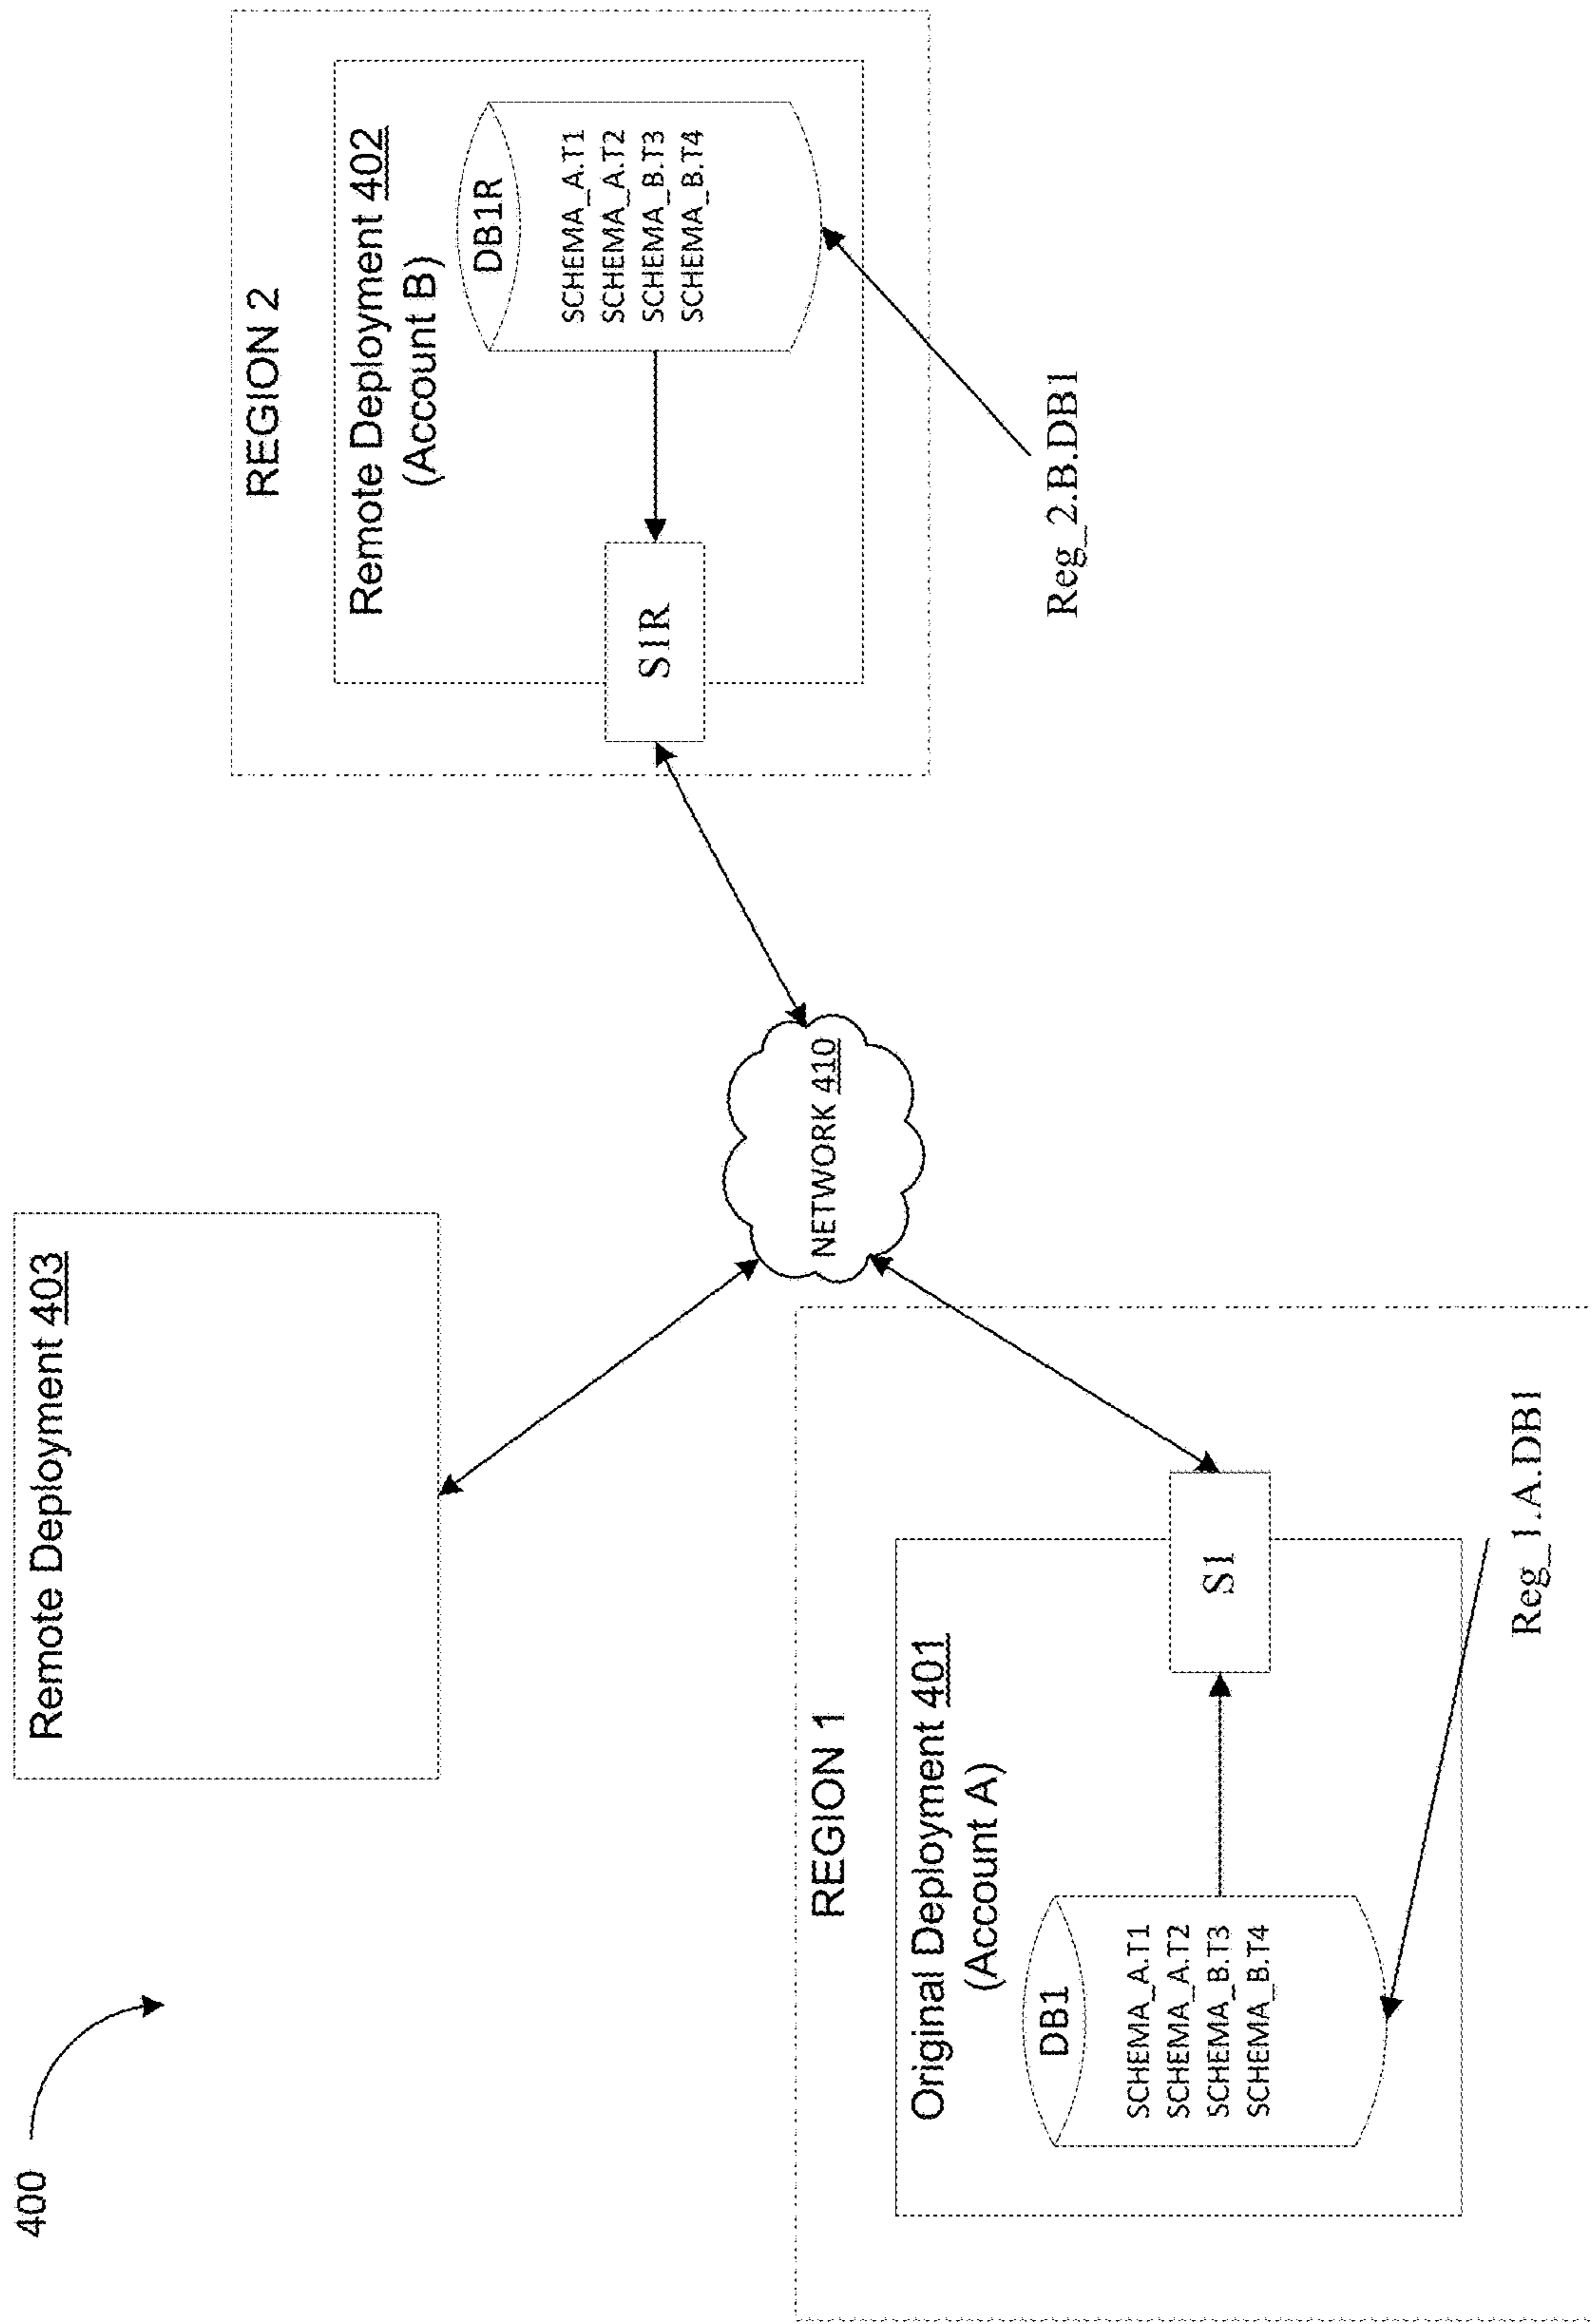 400
Remote Deployment 403
REGION 2
Remote Deployment 402
(Account B)
DB1R
SCHEMA_A.T1
SCHEMA_A.T2
SCHEMA_B.T3
SCHEMA_B.T4
S1R
Reg_2.B.DB1
NETWORK 410
REGION 1
Original Deployment 401
(Account A)
DB1
SCHEMA_A.T1
SCHEMA_A.T2
SCHEMA_B.T3
SCHEMA_B.T4
S1
Reg_1.A.DB1